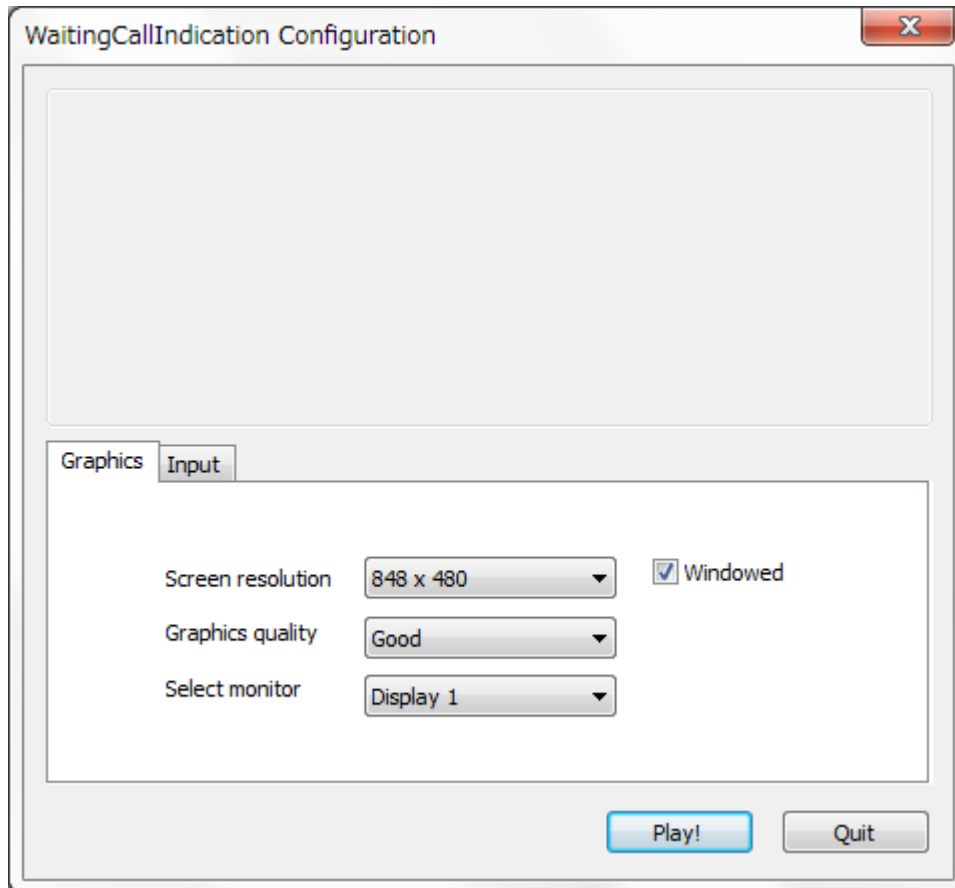 WaitingCallIndication Configuration
Graphics
Input
Screen resolution
848 x 480
Windowed
Graphics quality
Good
Select monitor
Display 1
Play!
Quit